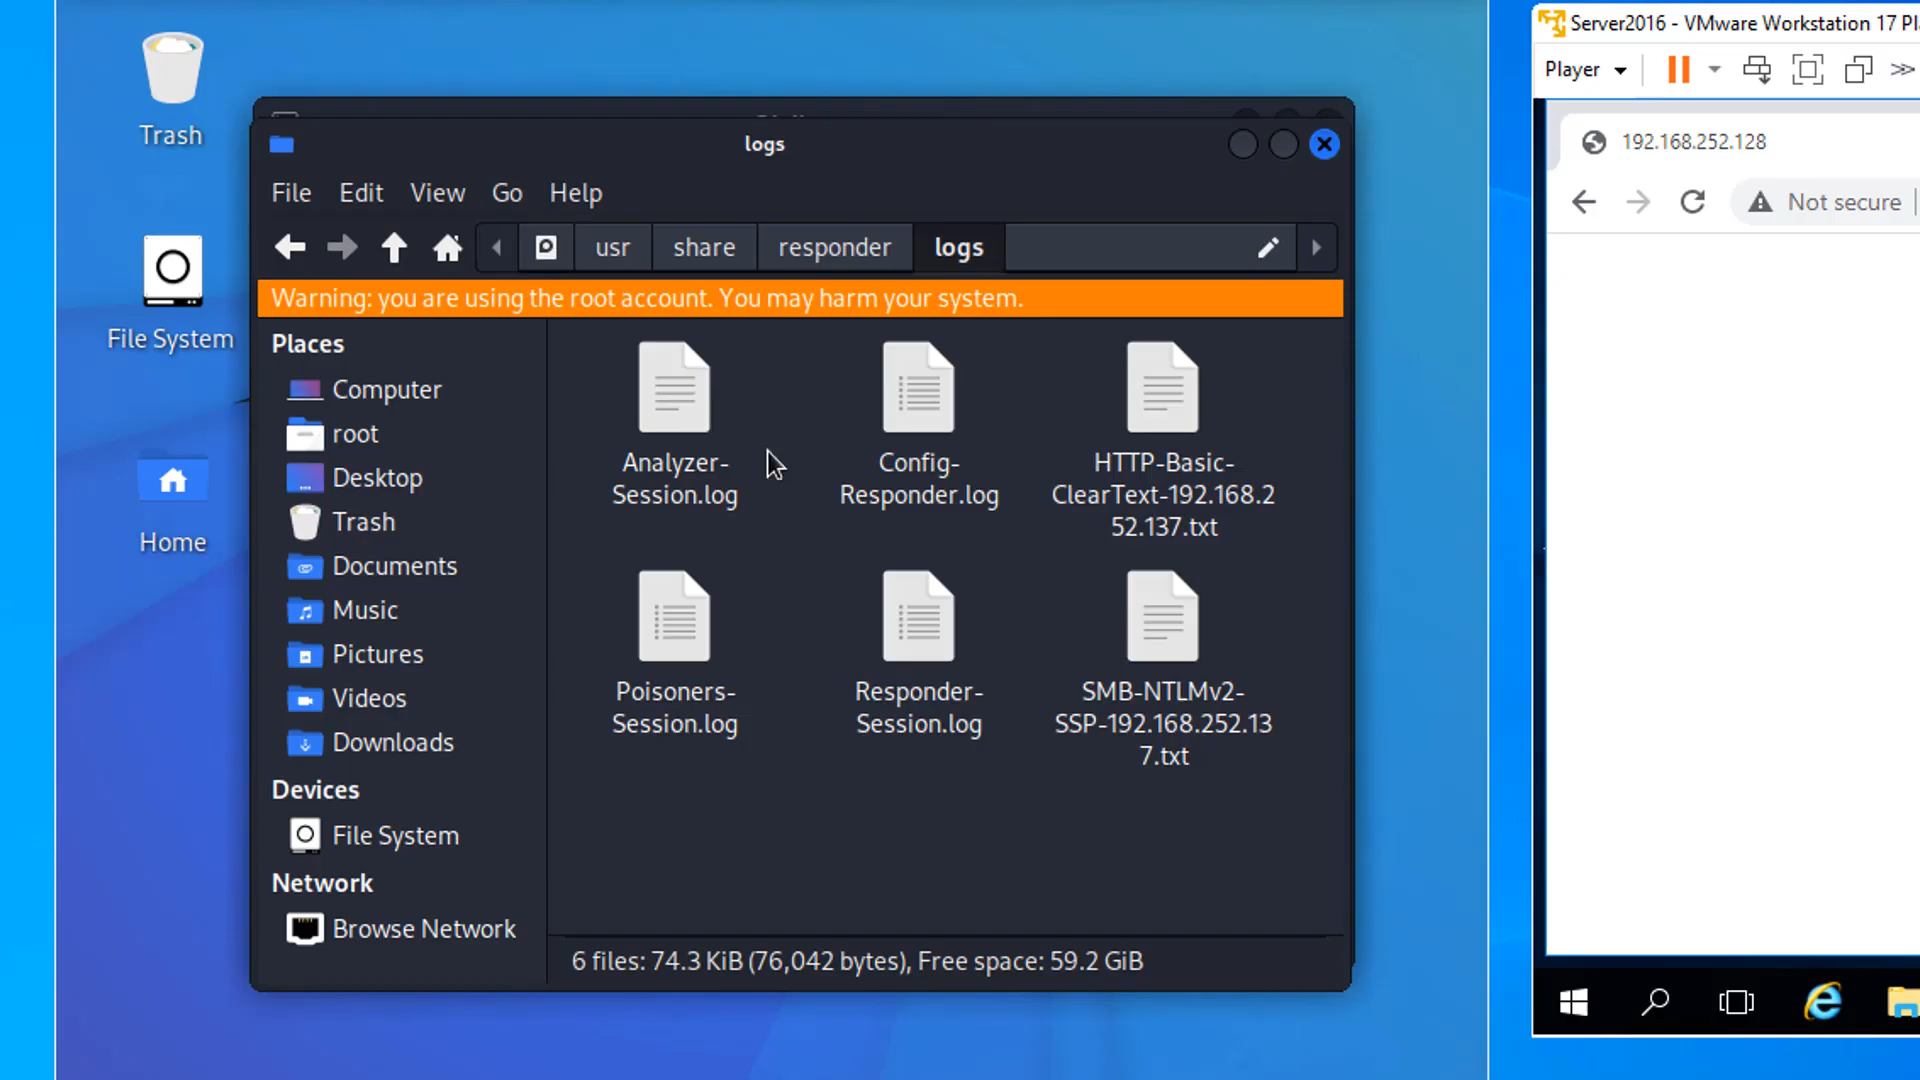 Trash
File System
Home
logs
File Edit View Go Help
usr share responder logs
Warning: you are using the root account. You may harm your system.
Places
Computer
root
Desktop
Trash
Documents
Music
Pictures
Videos
Downloads
Devices
File System
Network
Browse Network
Analyzer-
Session.log
Config-
Responder.log
HTTP-Basic-
ClearText-192.168.2
52.137.txt
Poisoners-
Session.log
Responder-
Session.log
SMB-NTLMv2-
SSP-192.168.252.13
7.txt
6 files: 74.3 KiB (76,042 bytes), Free space: 59.2 GiB
Server2016 - VMware Workstation 17 Pl
Player
192.168.252.128
Not secure